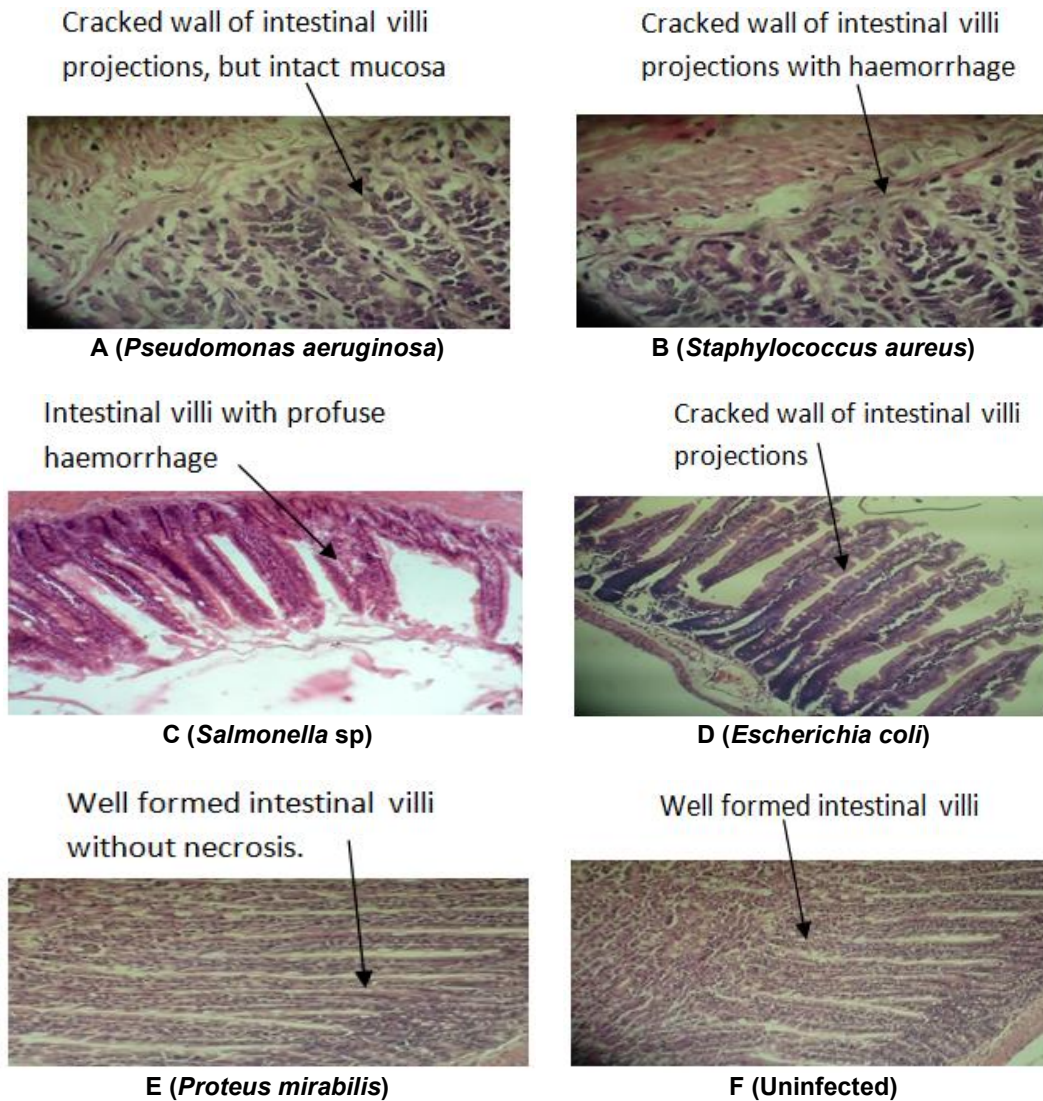 Cracked wall of intestinal villi
projections, but intact mucosa
Cracked wall of intestinal villi
projections with haemorrhage
A (Pseudomonas aeruginosa)
B (Staphylococcus aureus)
Intestinal villi with profuse
haemorrhage
Cracked wall of intestinal villi
projections
C (Salmonella sp)
D (Escherichia coli)
Well formed intestinal villi
without necrosis.
Well formed intestinal villi
E (Proteus mirabilis)
F (Uninfected)